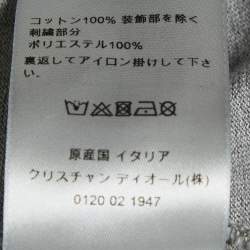 コットン100% 装飾部を除く
刺繍部分
ポリエステル100%
裏返してアイロン掛けして下さ
い。
原産国 イタリア
クリスチャン ディオール(株)
0120 02 1947